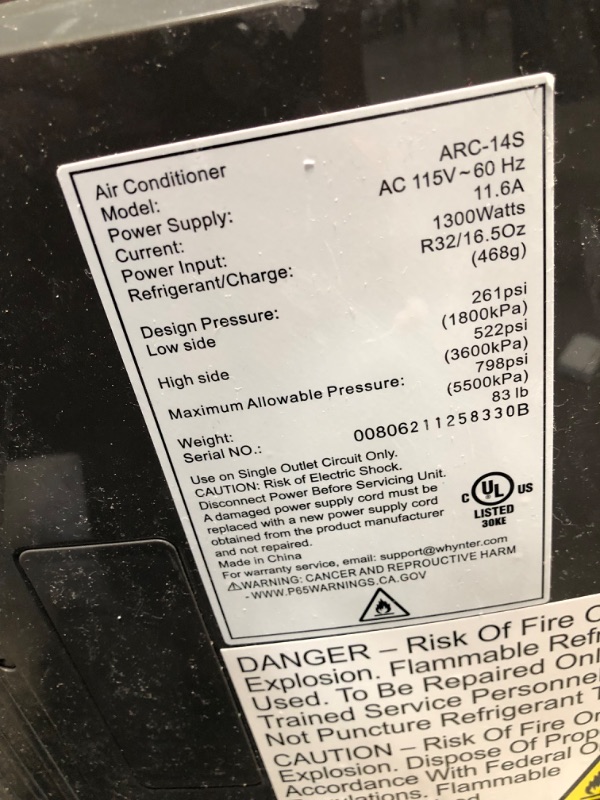 Air Conditioner
Model: ARC-14S
Power Supply: AC 115V~60 Hz
Current: 11.6A
Power Input: 1300Watts
Refrigerant/Charge: R32/16.5Oz
(468g)
Design Pressure:
Low side 261psi
(1800kPa)
High side 522psi
(3600kPa)
Maximum Allowable Pressure: 798psi
(5500kPa)
Weight: 83 lb
Serial NO.: 00806211258330B
Use on Single Outlet Circuit Only.
CAUTION: Risk of Electric Shock.
Disconnect Power Before Servicing Unit.
A damaged power supply cord must be
replaced with a new power supply cord
obtained from the product manufacturer
and not repaired.
Made in China
For warranty service, email: support@whynter.com
⚠WARNING: CANCER AND REPROUCTIVE HARM
- WWW.P65WARNINGS.CA.GOV
C UL US
LISTED
30KE
DANGER – Risk Of Fire
Explosion. Flammable
Used. To Be Repaired
Trained Service
Not Puncture Refrigerant
CAUTION – Risk Of Fire Or
Explosion. Dispose Of
Accordance With Federal
Flammable